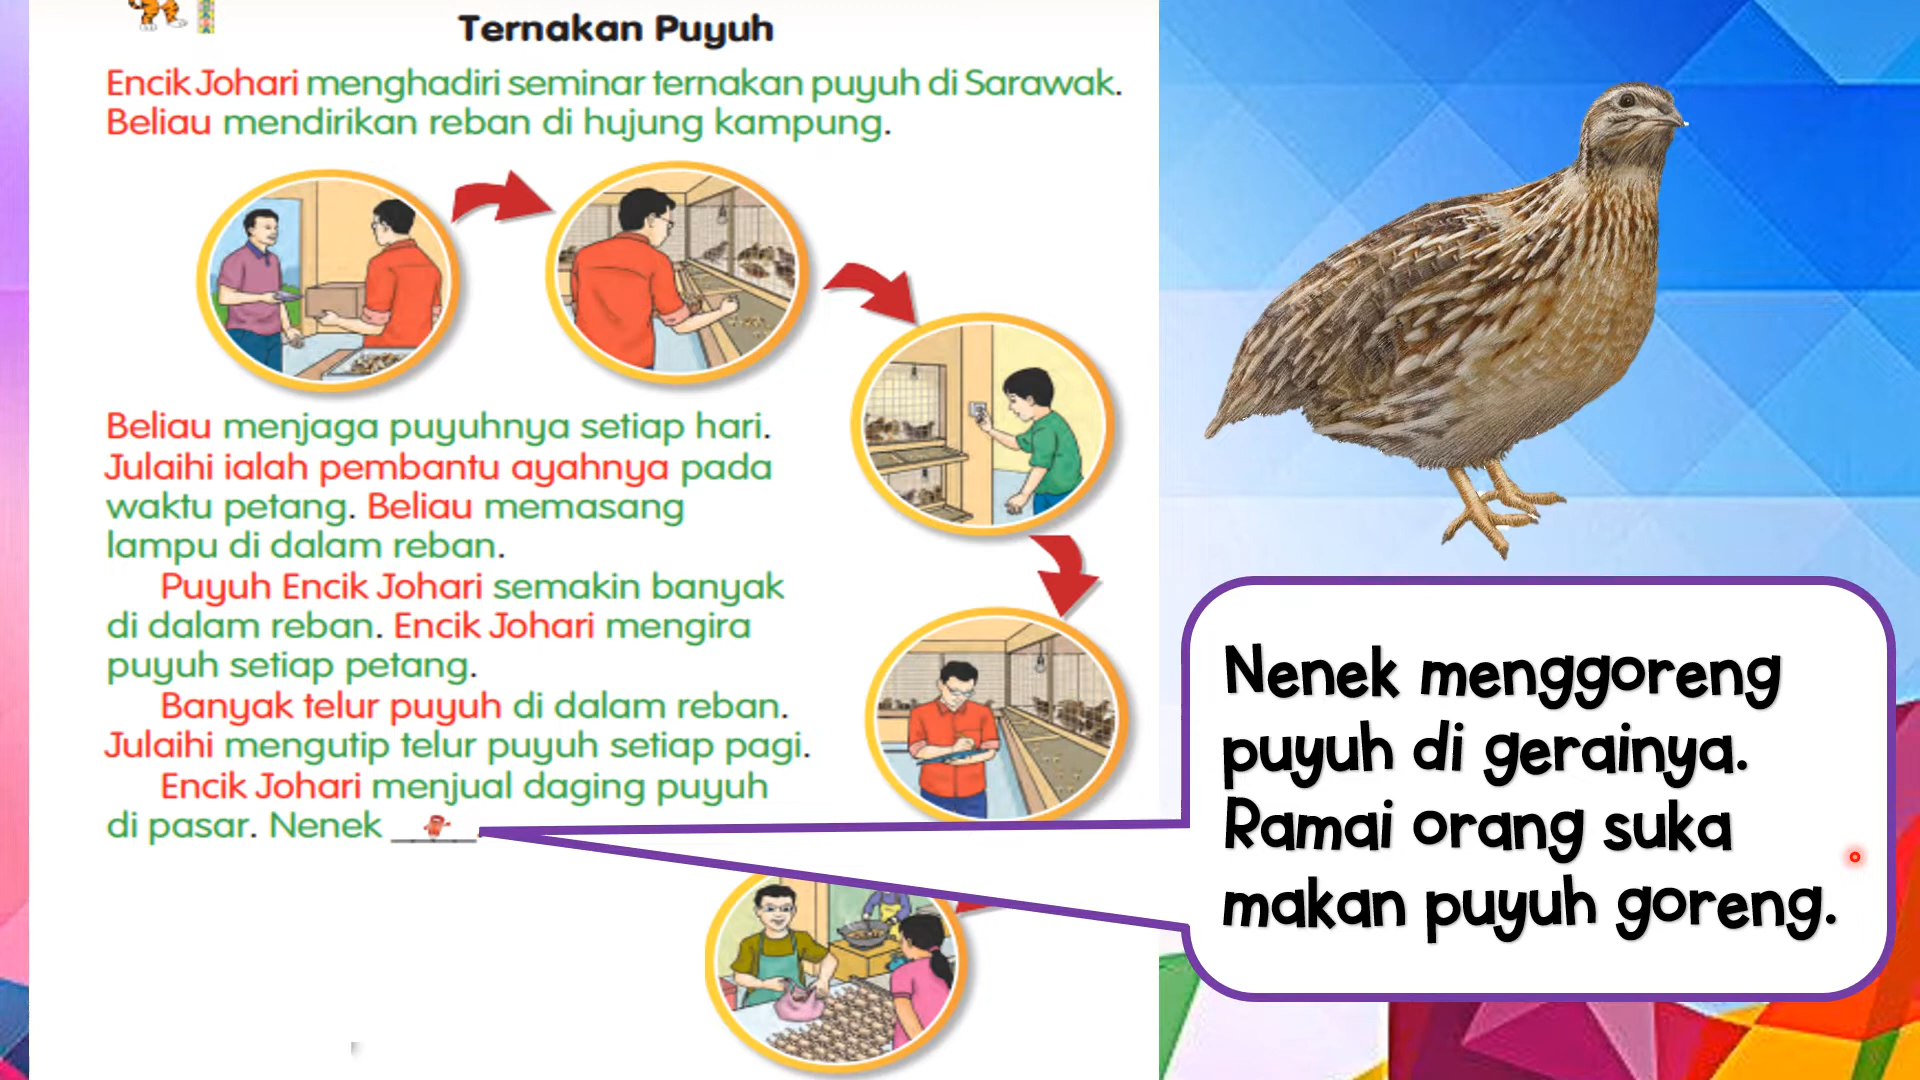 Ternakan Puyuh
Encik Johari menghadiri seminar ternakan puyuh di Sarawak.
Beliau mendirikan reban di hujung kampung.
Beliau menjaga puyuhnya setiap hari.
Julaihi ialah pembantu ayahnya pada
waktu petang. Beliau memasang
lampu di dalam reban.
Puyuh Encik Johari semakin banyak
di dalam reban. Encik Johari mengira
puyuh setiap petang.
Banyak telur puyuh di dalam reban.
Julaihi mengutip telur puyuh setiap pagi.
Encik Johari menjual daging puyuh
di pasar. Nenek ______.
Nenek menggoreng
puyuh di gerainya.
Ramai orang suka
makan puyuh goreng.